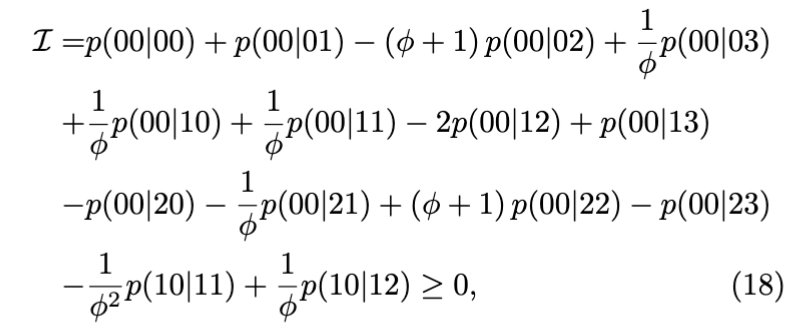 ℐ =p(00|00) + p(00|01) − (ϕ + 1) p(00|02) + 1/ϕ p(00|03)
+1/ϕ p(00|10) + 1/ϕ p(00|11) − 2p(00|12) + p(00|13)
−p(00|20) − 1/ϕ p(00|21) + (ϕ + 1) p(00|22) − p(00|23)
−1/ϕ² p(10|11) + 1/ϕ p(10|12) ≥ 0, (18)